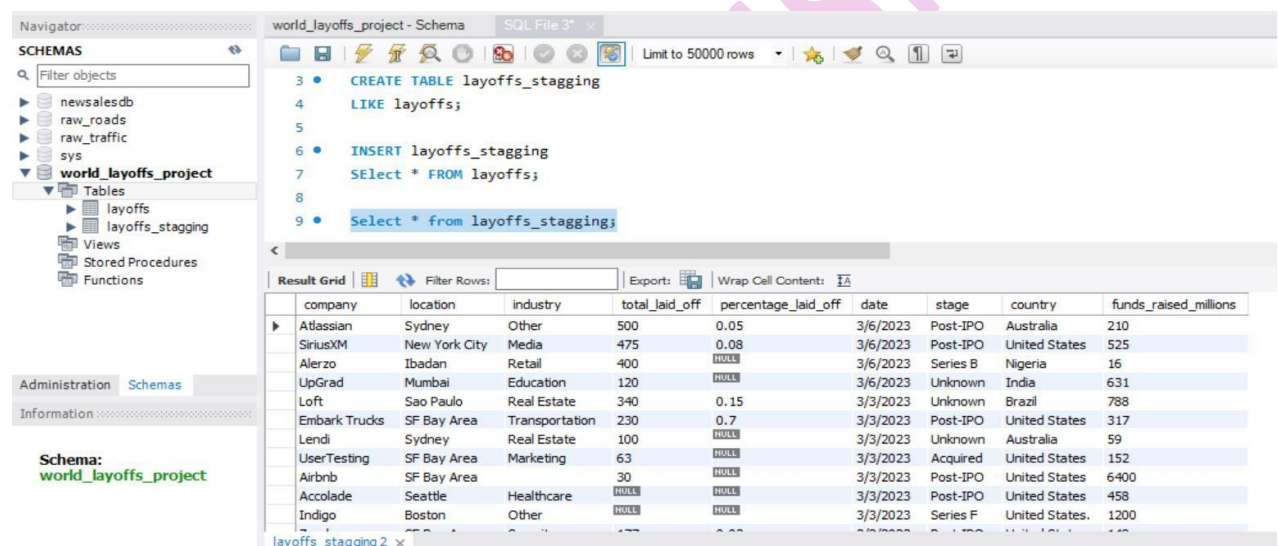 Navigator
SCHEMAS
Filter objects
newsalesdb
raw_roads
raw_traffic
sys
world_layoffs_project
Tables
layoffs
layoffs_stagging
Views
Stored Procedures
Functions
Administration Schemas
Information
Schema:
world_layoffs_project
world_layoffs_project - Schema SQL File 3* ×
Limit to 50000 rows
3 CREATE TABLE layoffs_stagging
4 LIKE layoffs;
5
6 INSERT layoffs_stagging
7 SElect * FROM layoffs;
8
9 Select * from layoffs_stagging;
Result Grid Filter Rows: Export: Wrap Cell Content: IA
company location industry total_laid_off percentage_laid_off date stage country funds_raised_millions
Atlassian Sydney Other 500 0.05 3/6/2023 Post-IPO Australia 210
SiriusXM New York City Media 475 0.08 3/6/2023 Post-IPO United States 525
Alerzo Ibadan Retail 400 NULL 3/6/2023 Series B Nigeria 16
UpGrad Mumbai Education 120 NULL 3/6/2023 Unknown India 631
Loft Sao Paulo Real Estate 340 0.15 3/3/2023 Unknown Brazil 788
Embark Trucks SF Bay Area Transportation 230 0.7 3/3/2023 Post-IPO United States 317
Lendi Sydney Real Estate 100 NULL 3/3/2023 Unknown Australia 59
UserTesting SF Bay Area Marketing 63 NULL 3/3/2023 Acquired United States 152
Airbnb SF Bay Area 30 NULL 3/3/2023 Post-IPO United States 6400
Accolade Seattle Healthcare NULL NULL 3/3/2023 Post-IPO United States 458
Indigo Boston Other NULL NULL 3/3/2023 Series F United States. 1200
layoffs_stagging 2 ×